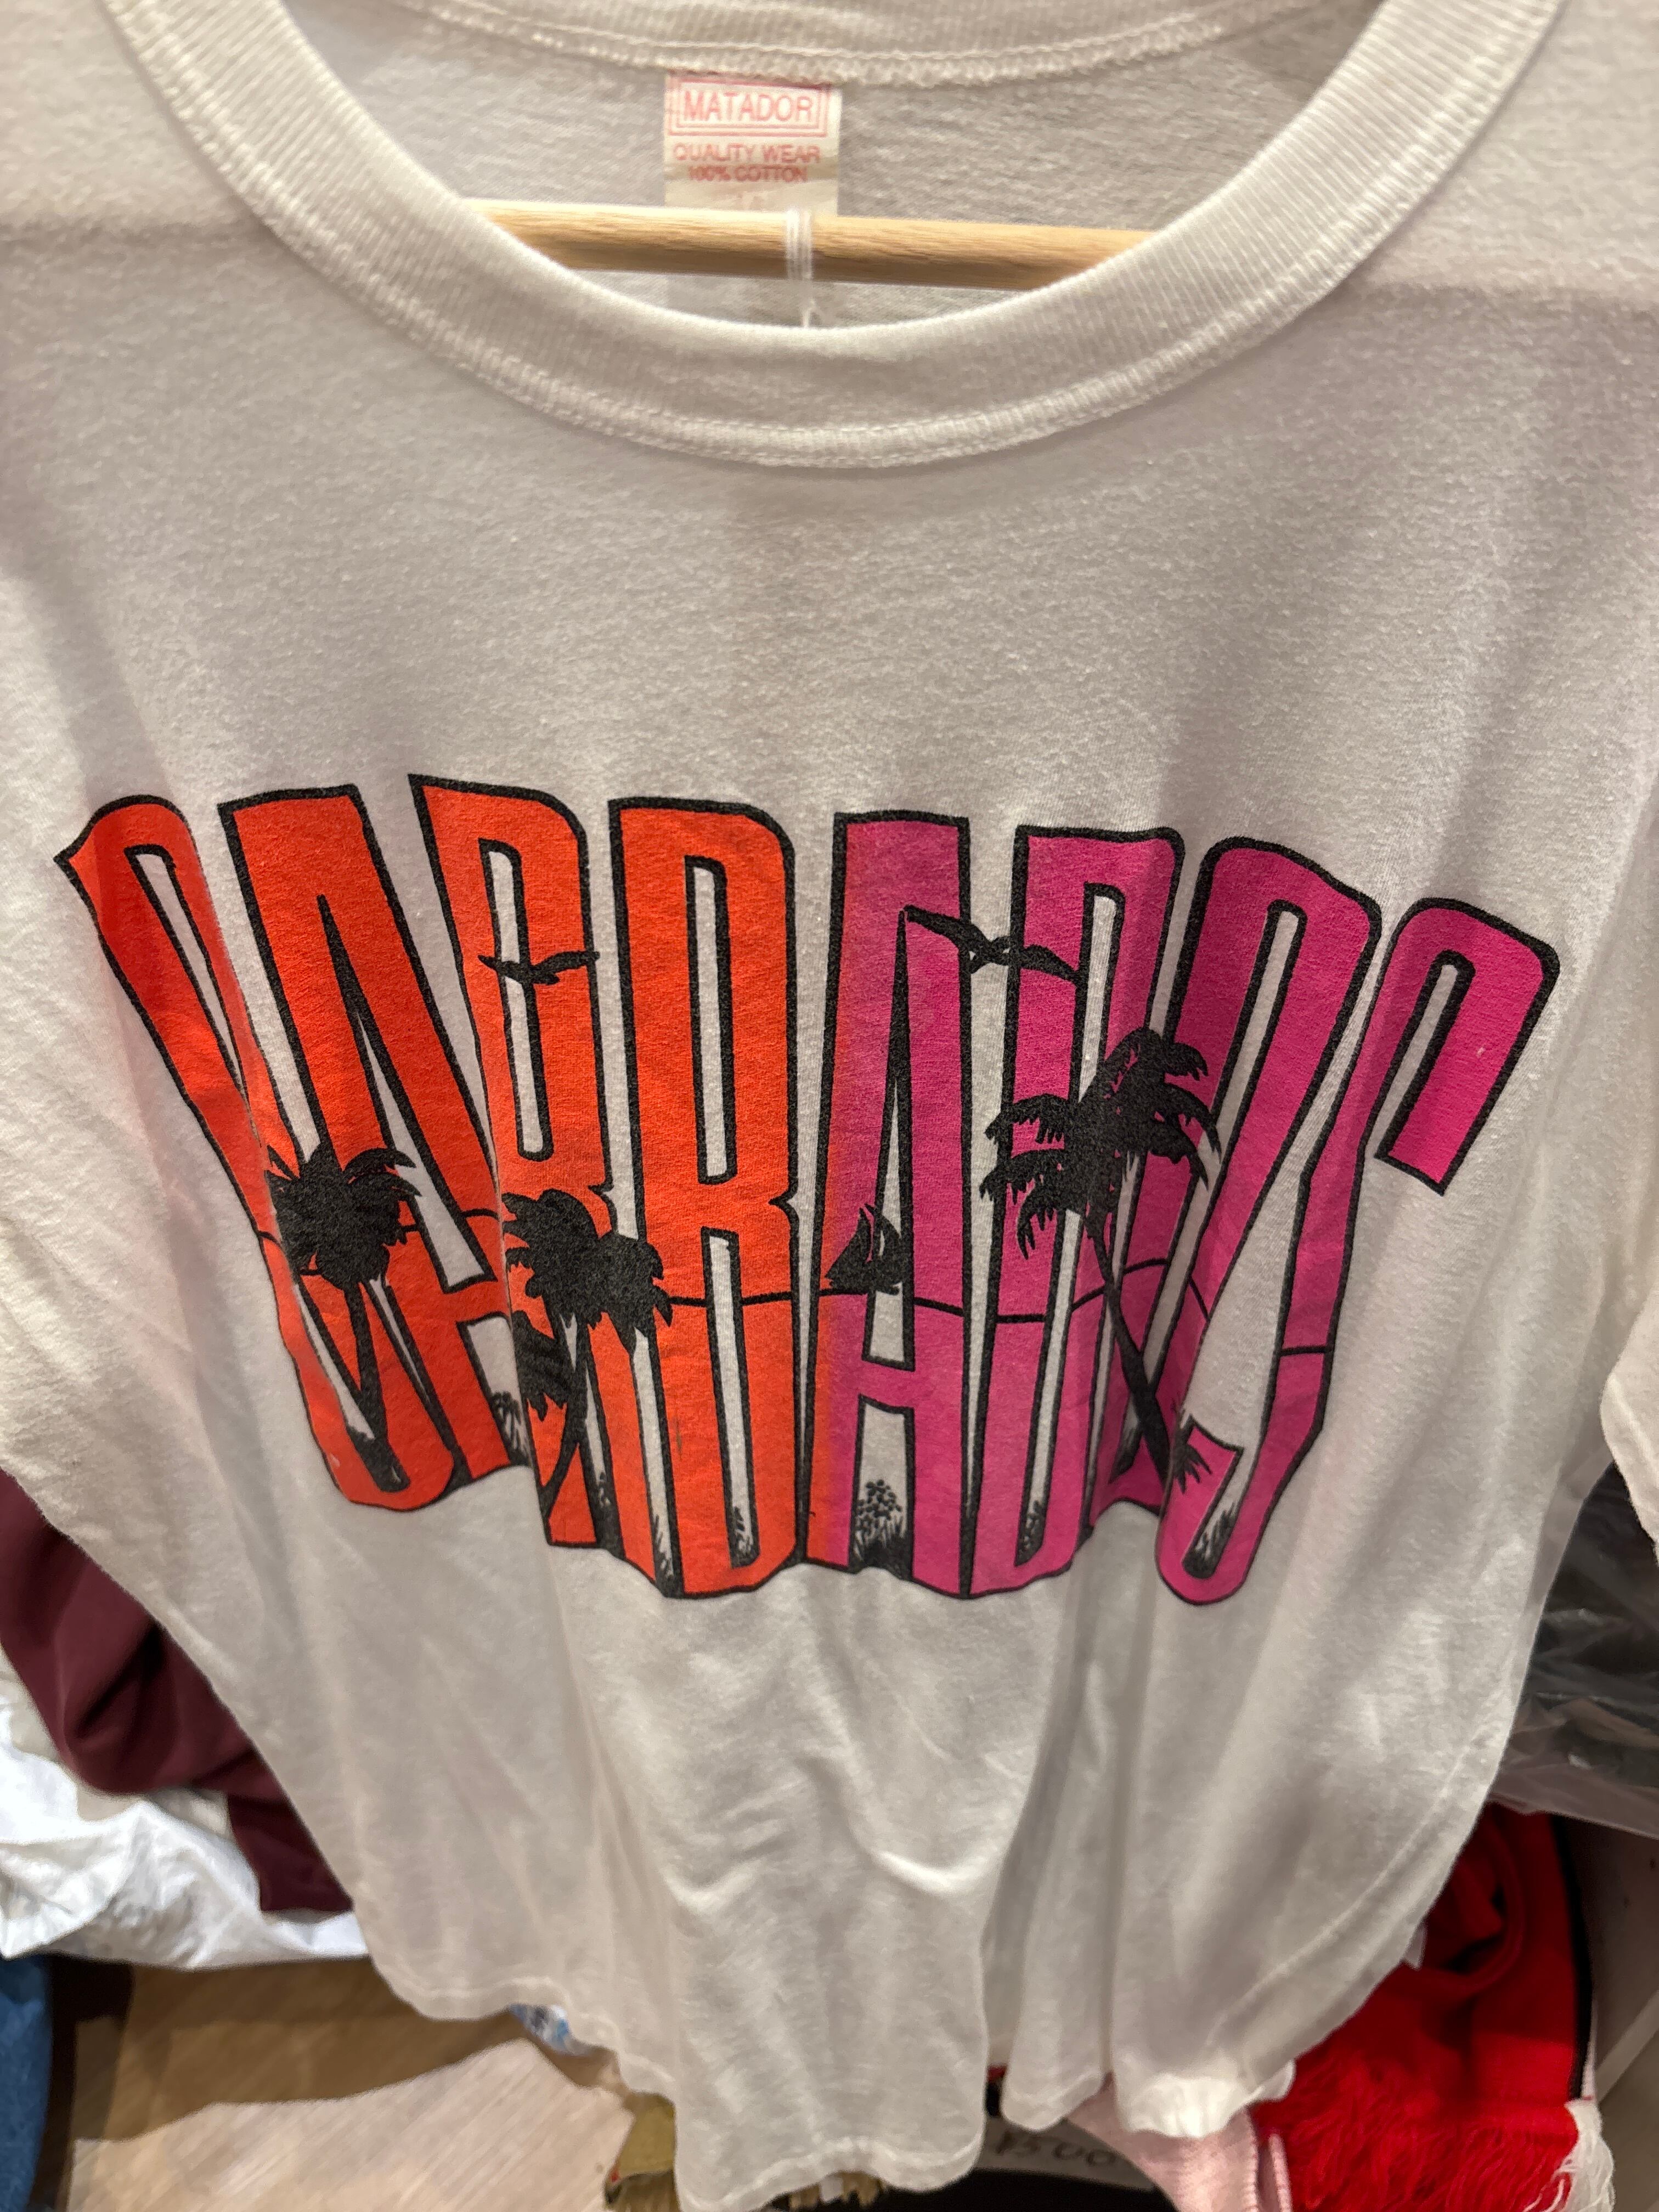 MATADOR
QUALITY WEAR
100% COTTON
BARBADOS